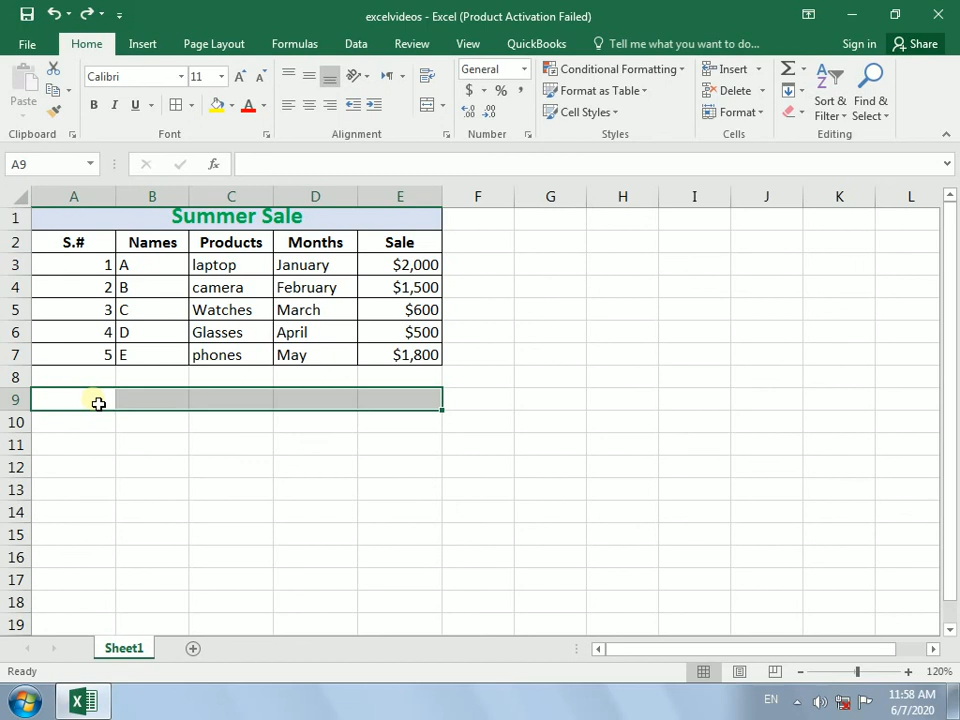 excelvideos - Excel (Product Activation Failed)
File Home Insert Page Layout Formulas Data Review View QuickBooks Tell me what you want to do... Sign in Share
Paste
Calibri 11
B I U
A
General
$ % ,
Conditional Formatting
Format as Table
Cell Styles
Insert
Delete
Format
Sort & Filter
Find & Select
Clipboard Font Alignment Number Styles Cells Editing
A9 fx
A B C D E F G H I J K L
1 Summer Sale
2 S.# Names Products Months Sale
3 1 A laptop January $2,000
4 2 B camera February $1,500
5 3 C Watches March $600
6 4 D Glasses April $500
7 5 E phones May $1,800
8
9
10
11
12
13
14
15
16
17
18
19
Sheet1
Ready 120%
EN 11:58 AM
6/7/2020